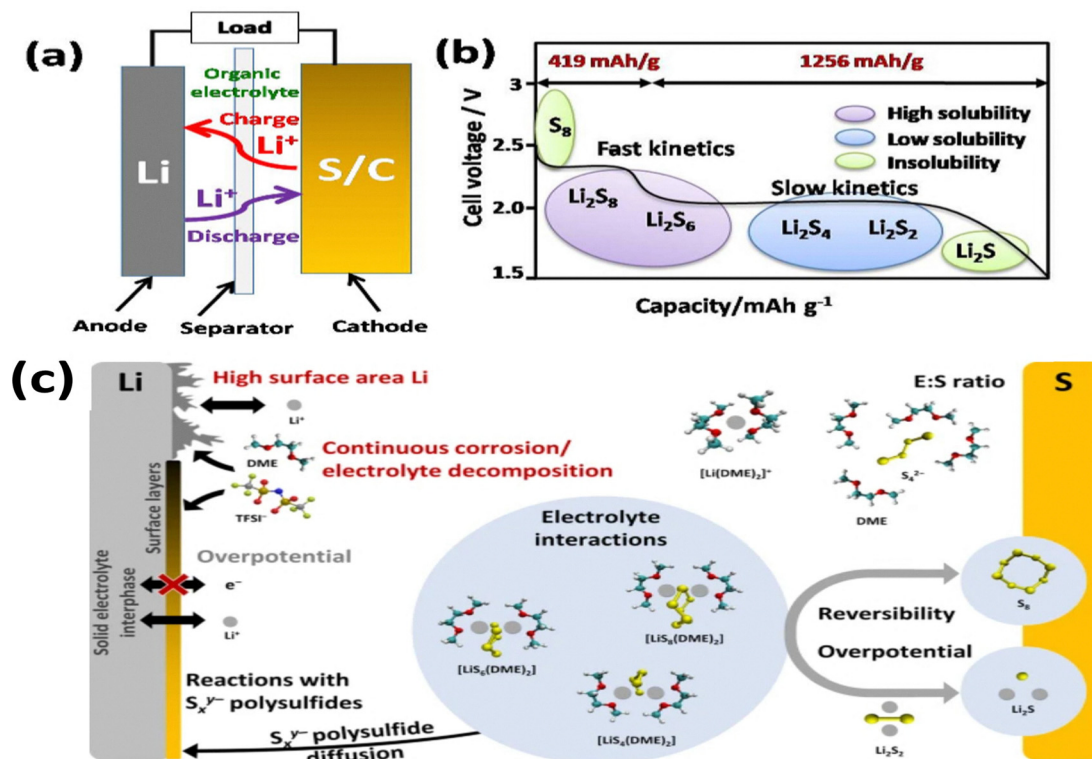 (a)
Load
Organic
electrolyte
Charge
Li⁺
Li
S/C
Li⁺
Discharge
Anode
Separator
Cathode
(b)
419 mAh/g
1256 mAh/g
Cell voltage / V
3
2.5
2.0
1.5
S₈
High solubility
Low solubility
Insolubility
Fast kinetics
Slow kinetics
Li₂S₈
Li₂S₆
Li₂S₄
Li₂S₂
Li₂S
Capacity/mAh g⁻¹
(c)
Li
High surface area Li
Li⁺
DME
Continuous corrosion/
electrolyte decomposition
TFSI⁻
Surface layers
Solid electrolyte
interphase
Overpotential
e⁻
Li⁺
Reactions with
Sₓʸ⁻ polysulfides
Sₓʸ⁻ polysulfide
diffusion
Electrolyte
interactions
[LiS₆(DME)₂]
[LiS₈(DME)₂]
[LiS₄(DME)₂]
[Li(DME)₂]⁺
E:S ratio
S₄²⁻
DME
S
S₈
Reversibility
Overpotential
Li₂S
Li₂S₂